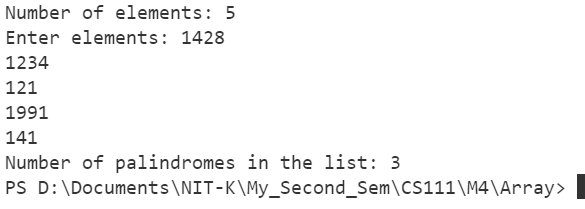 Number of elements: 5
Enter elements: 1428
1234
121
1991
141
Number of palindromes in the list: 3
PS D:\Documents\NIT-K\My_Second_Sem\CS111\M4\Array>